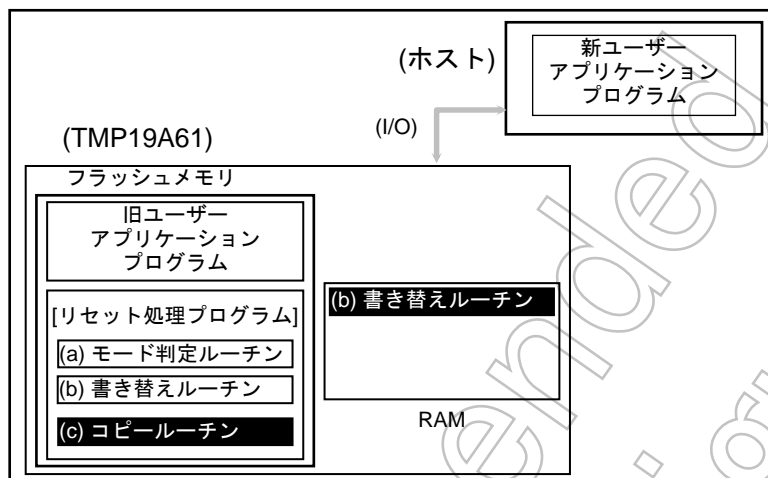 (ホスト)
新ユーザー
アプリケーション
プログラム
(I/O)
(TMP19A61)
フラッシュメモリ
旧ユーザー
アプリケーション
プログラム
[リセット処理プログラム]
(a) モード判定ルーチン
(b) 書き替えルーチン
(c) コピールーチン
(b) 書き替えルーチン
RAM